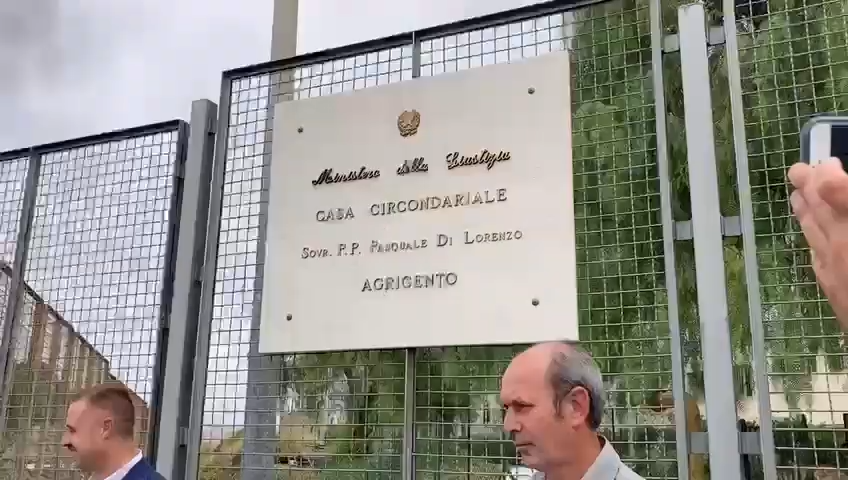 Ministero della Giustizia
CASA CIRCONDARIALE
SOVR. P.P. PASQUALE DI LORENZO
AGRIGENTO